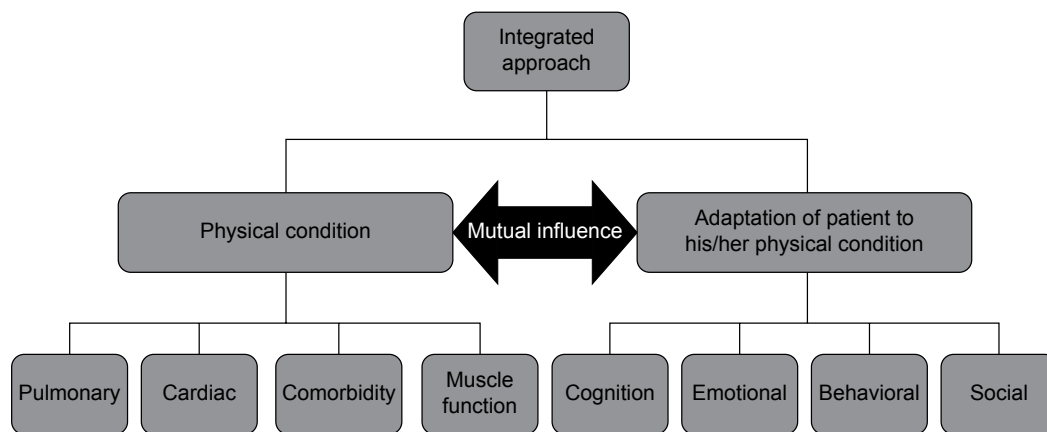 Integrated
approach
Physical condition
Mutual influence
Adaptation of patient to
his/her physical condition
Pulmonary
Cardiac
Comorbidity
Muscle
function
Cognition
Emotional
Behavioral
Social